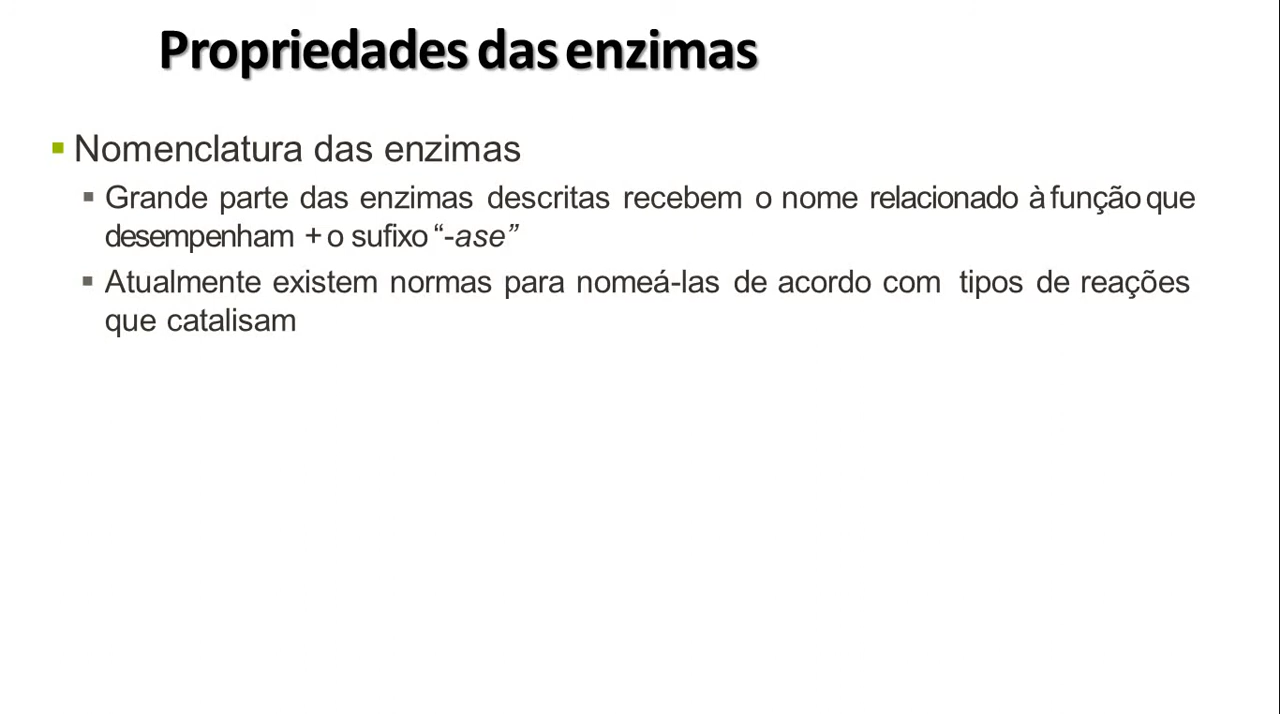 Propriedades das enzimas
Nomenclatura das enzimas
Grande parte das enzimas descritas recebem o nome relacionado à função que
desempenham + o sufixo “-ase”
Atualmente existem normas para nomeá-las de acordo com tipos de reações
que catalisam